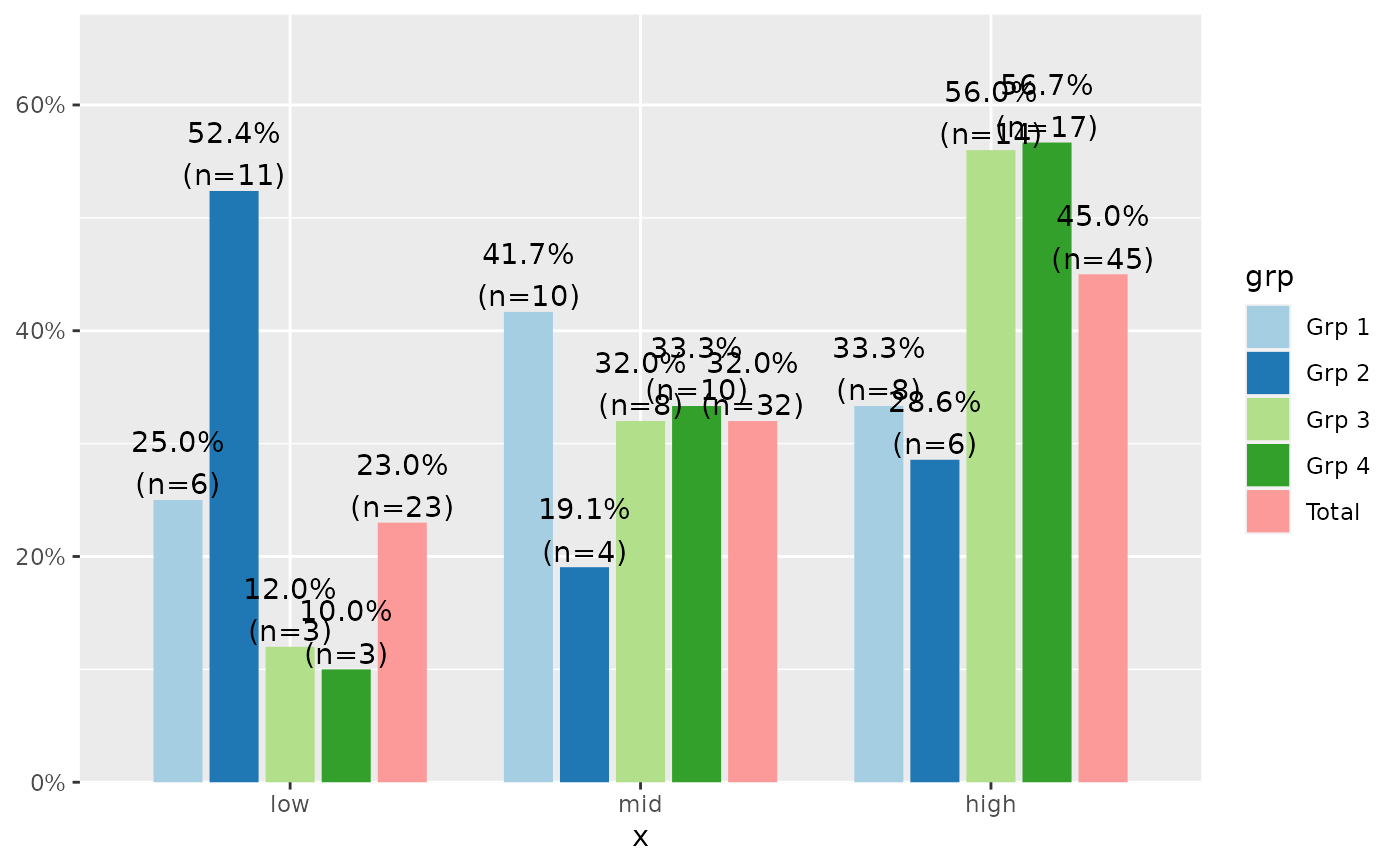 60%
40%
20%
0%
25.0%
(n=6)
52.4%
(n=11)
12.0%
(n=3)
10.0%
(n=3)
23.0%
(n=23)
41.7%
(n=10)
19.1%
(n=4)
32.0%
(n=8)
33.3%
(n=10)
32.0%
(n=32)
33.3%
(n=8)
28.6%
(n=6)
56.0%
(n=14)
56.7%
(n=17)
45.0%
(n=45)
low mid high
x
grp
Grp 1
Grp 2
Grp 3
Grp 4
Total